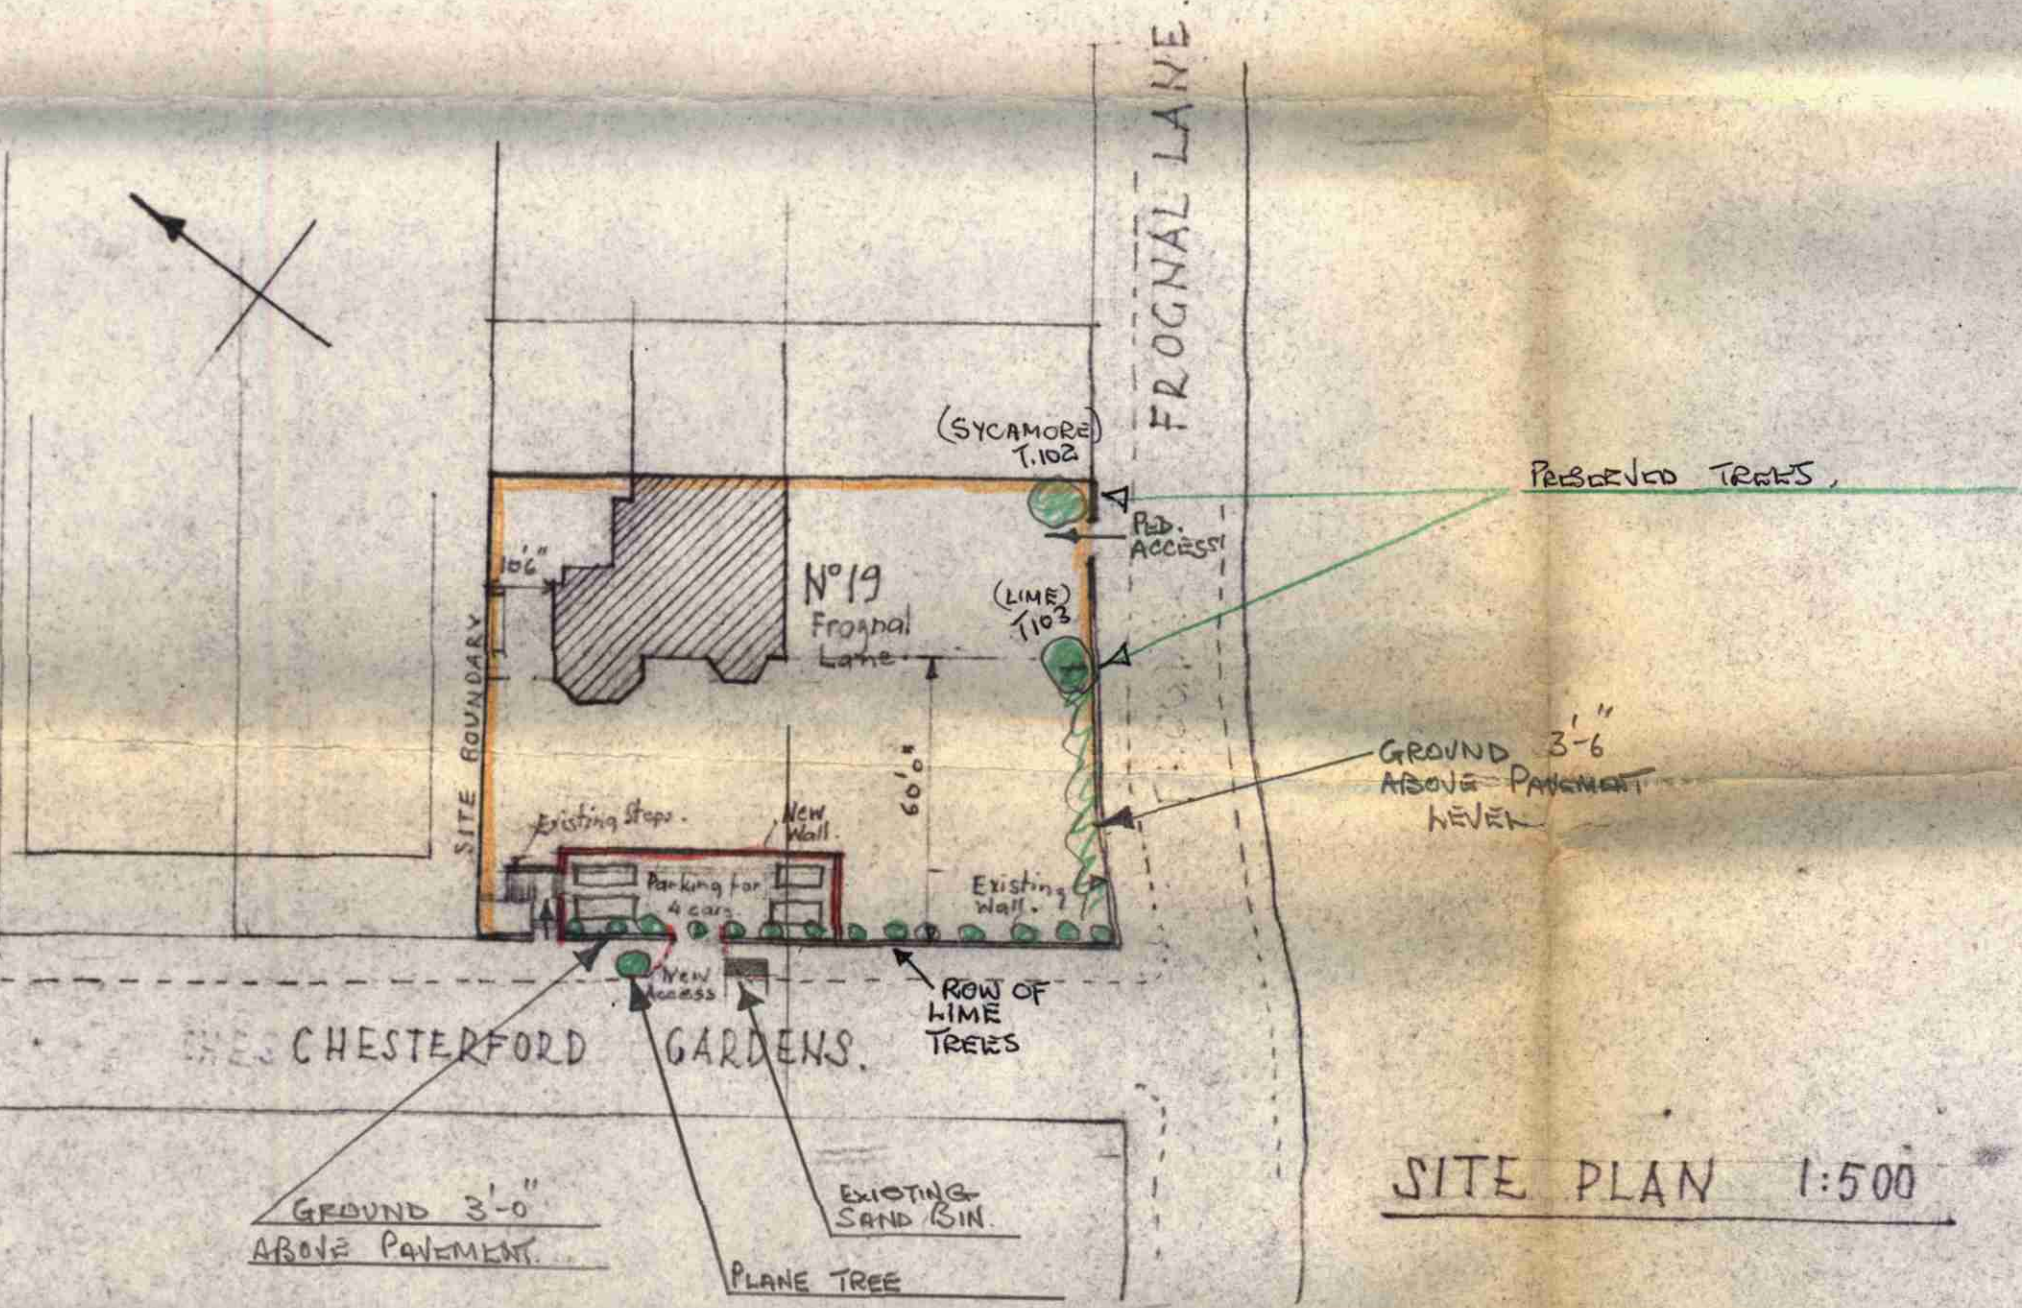 FROGNAL LANE
(SYCAMORE)
T.102
PRESERVED TREES,
PED.
ACCESS
10'6"
Nº 19
Frognal
Lane
(LIME)
T103
SITE BOUNDARY
60'0"
GROUND 3'-6"
ABOVE PAVEMENT
LEVEL
Existing Steps.
New
Wall.
Parking for
4 cars
Existing
Wall.
New
Access
ROW OF
LIME
TREES
CHESTERFORD GARDENS.
GROUND 3'-0"
ABOVE PAVEMENT.
EXISTING
SAND BIN.
PLANE TREE
SITE PLAN 1:500